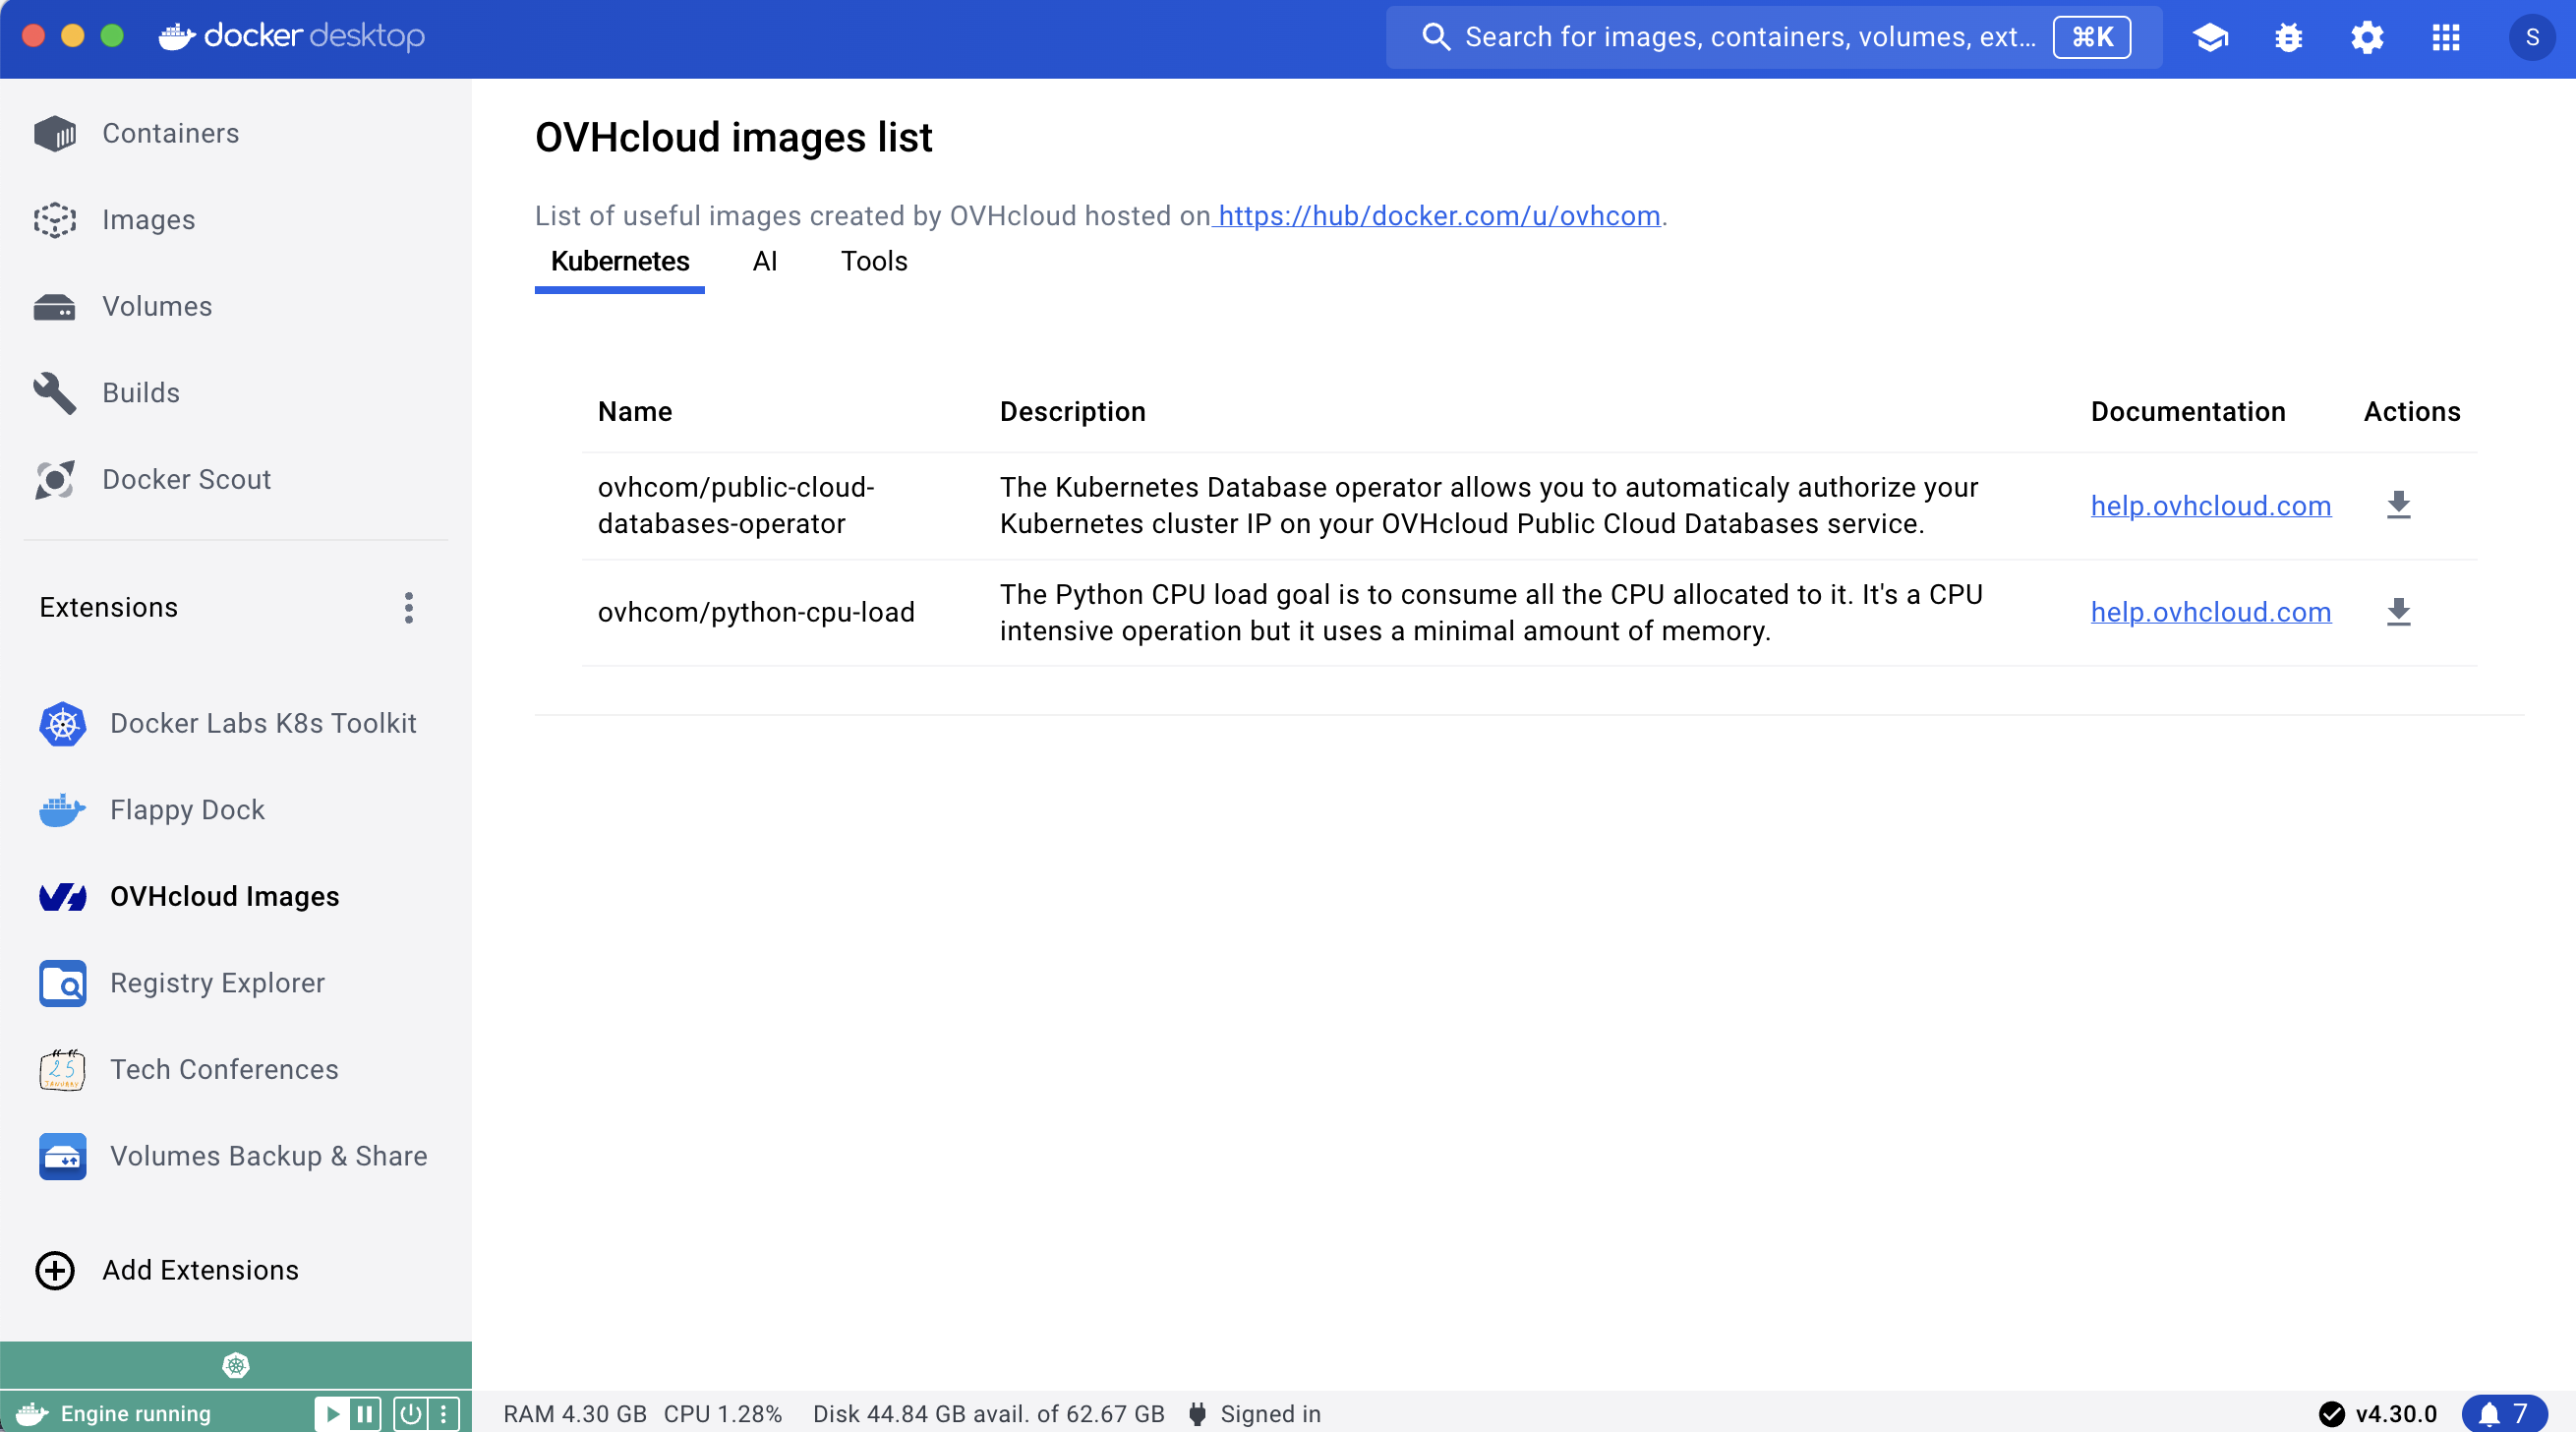 docker desktop
Search for images, containers, volumes, ext...
⌘K
S
Containers
Images
Volumes
Builds
Docker Scout
Extensions
Docker Labs K8s Toolkit
Flappy Dock
OVHcloud Images
Registry Explorer
25
JANUARY
Tech Conferences
Volumes Backup & Share
Add Extensions
OVHcloud images list
List of useful images created by OVHcloud hosted on https://hub/docker.com/u/ovhcom.
Kubernetes AI Tools
Name Description Documentation Actions
ovhcom/public-cloud-
databases-operator
The Kubernetes Database operator allows you to automaticaly authorize your
Kubernetes cluster IP on your OVHcloud Public Cloud Databases service.
help.ovhcloud.com
ovhcom/python-cpu-load
The Python CPU load goal is to consume all the CPU allocated to it. It's a CPU
intensive operation but it uses a minimal amount of memory.
help.ovhcloud.com
Engine running
RAM 4.30 GB CPU 1.28% Disk 44.84 GB avail. of 62.67 GB Signed in
v4.30.0
7